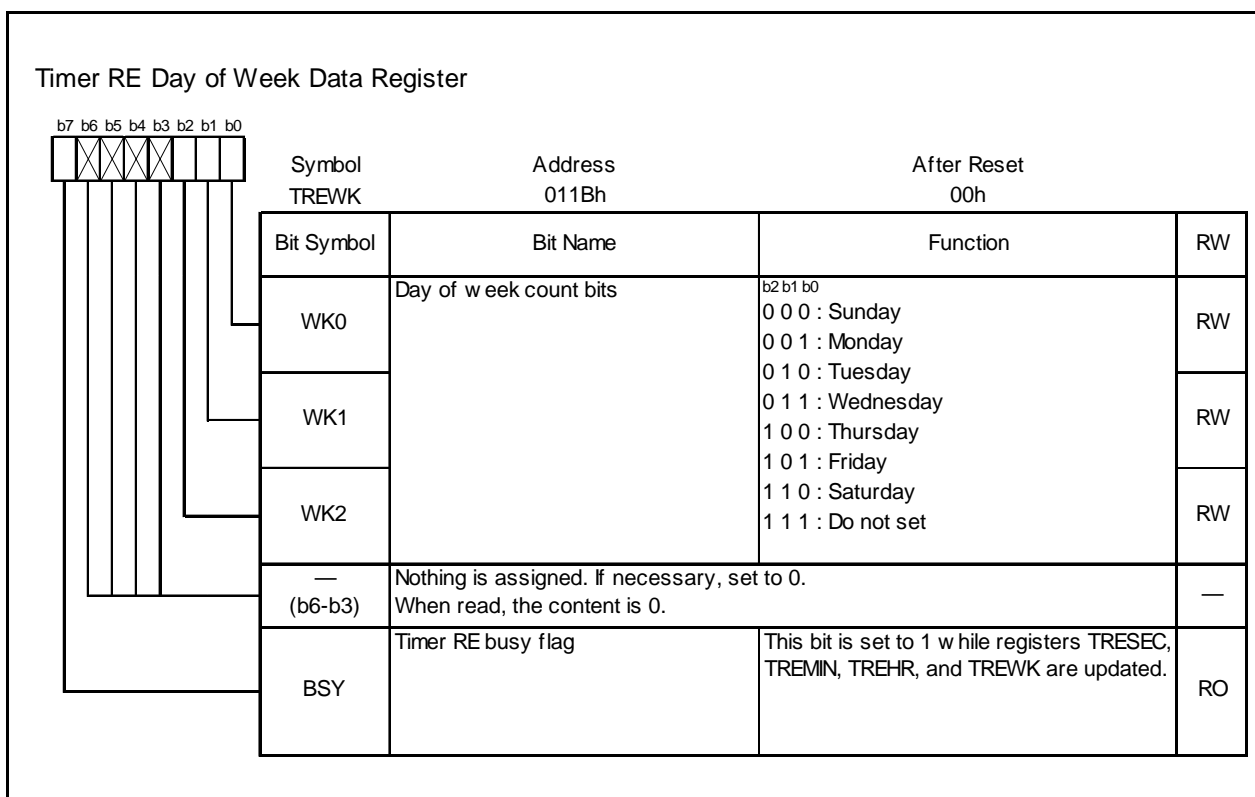 Timer RE Day of Week Data Register
b7 b6 b5 b4 b3 b2 b1 b0
Symbol Address After Reset
TREWK 011Bh 00h
Bit Symbol Bit Name Function RW
WK0 Day of week count bits b2 b1 b0 RW
0 0 0 : Sunday
0 0 1 : Monday
0 1 0 : Tuesday
WK1 0 1 1 : Wednesday RW
1 0 0 : Thursday
1 0 1 : Friday
WK2 1 1 0 : Saturday RW
1 1 1 : Do not set
— Nothing is assigned. If necessary, set to 0. —
(b6-b3) When read, the content is 0.
BSY Timer RE busy flag This bit is set to 1 while registers TRESEC, RO
TREMIN, TREHR, and TREWK are updated.